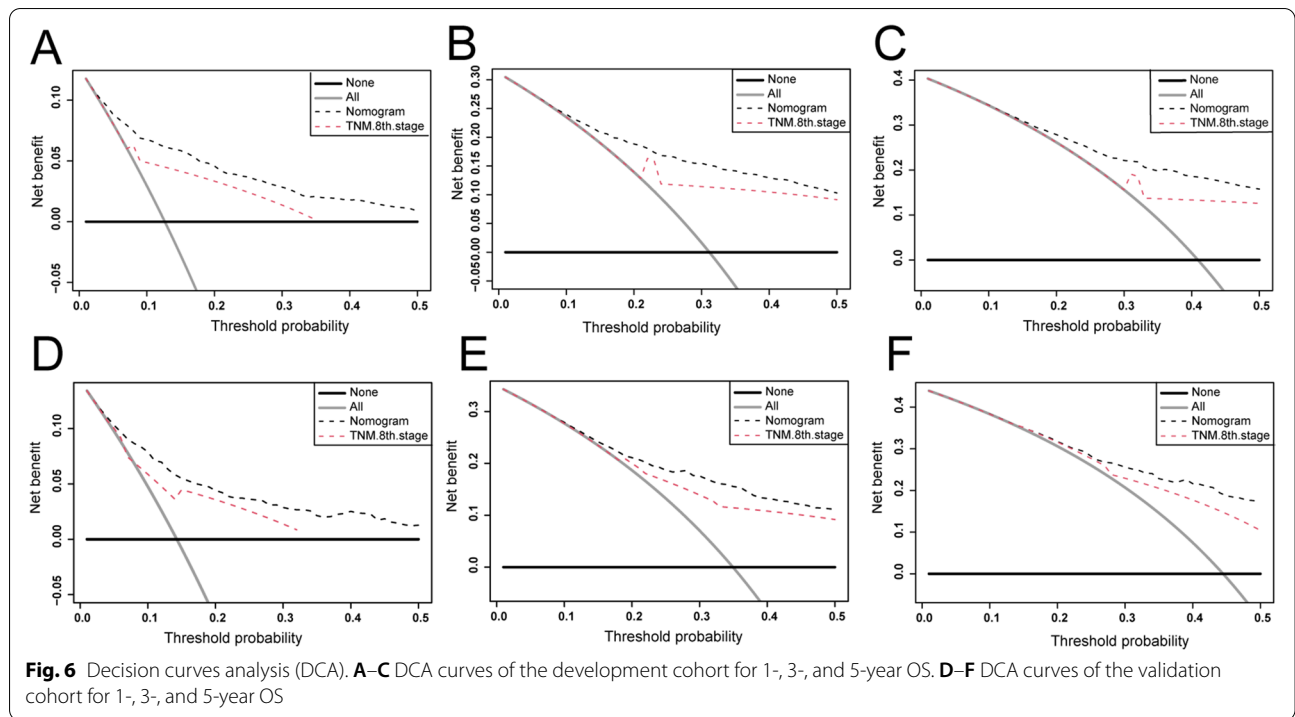 A
B
C
None
All
Nomogram
TNM.8th.stage
Net benefit
0.10
0.05
0.00
−0.05
0.0 0.1 0.2 0.3 0.4 0.5
Threshold probability
None
All
Nomogram
TNM.8th.stage
Net benefit
0.30
0.25
0.20
0.15
0.10
0.00
−0.05
0.0 0.1 0.2 0.3 0.4 0.5
Threshold probability
None
All
Nomogram
TNM.8th.stage
Net benefit
0.4
0.3
0.2
0.1
0.0
0.0 0.1 0.2 0.3 0.4 0.5
Threshold probability
D
E
F
None
All
Nomogram
TNM.8th.stage
Net benefit
0.10
0.05
0.00
−0.05
0.0 0.1 0.2 0.3 0.4 0.5
Threshold probability
None
All
Nomogram
TNM.8th.stage
Net benefit
0.3
0.2
0.1
0.0
0.0 0.1 0.2 0.3 0.4 0.5
Threshold probability
None
All
Nomogram
TNM.8th.stage
Net benefit
0.4
0.3
0.2
0.1
0.0
0.0 0.1 0.2 0.3 0.4 0.5
Threshold probability
Fig. 6 Decision curves analysis (DCA). A–C DCA curves of the development cohort for 1-, 3-, and 5-year OS. D–F DCA curves of the validation
cohort for 1-, 3-, and 5-year OS